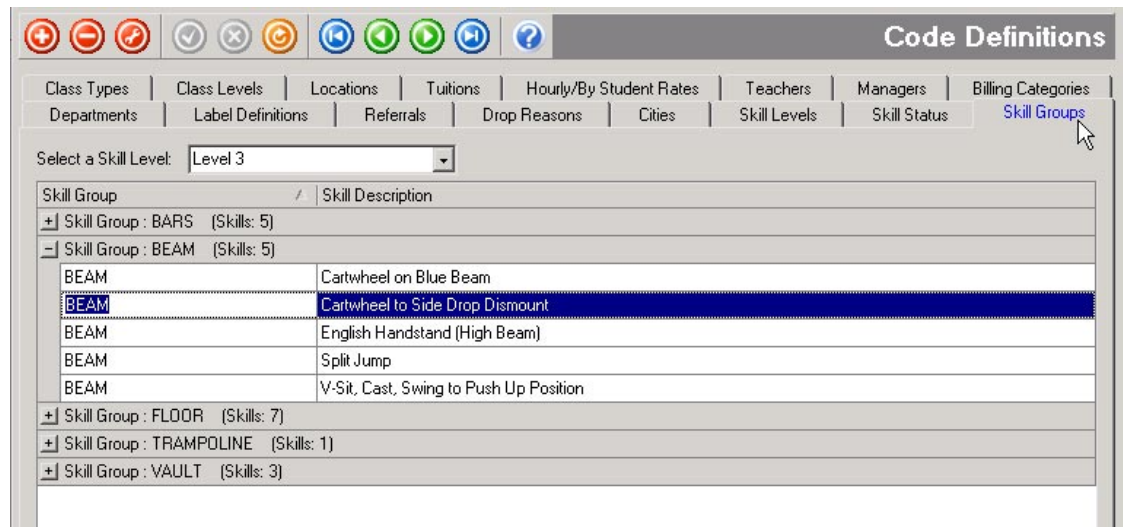 Code Definitions
Class Types Class Levels Locations Tuitions Hourly/By Student Rates Teachers Managers Billing Categories
Departments Label Definitions Referrals Drop Reasons Cities Skill Levels Skill Status Skill Groups
Select a Skill Level: Level 3
Skill Group Skill Description
Skill Group : BARS (Skills: 5)
Skill Group : BEAM (Skills: 5)
BEAM Cartwheel on Blue Beam
BEAM Cartwheel to Side Drop Dismount
BEAM English Handstand (High Beam)
BEAM Split Jump
BEAM V-Sit, Cast, Swing to Push Up Position
Skill Group : FLOOR (Skills: 7)
Skill Group : TRAMPOLINE (Skills: 1)
Skill Group : VAULT (Skills: 3)